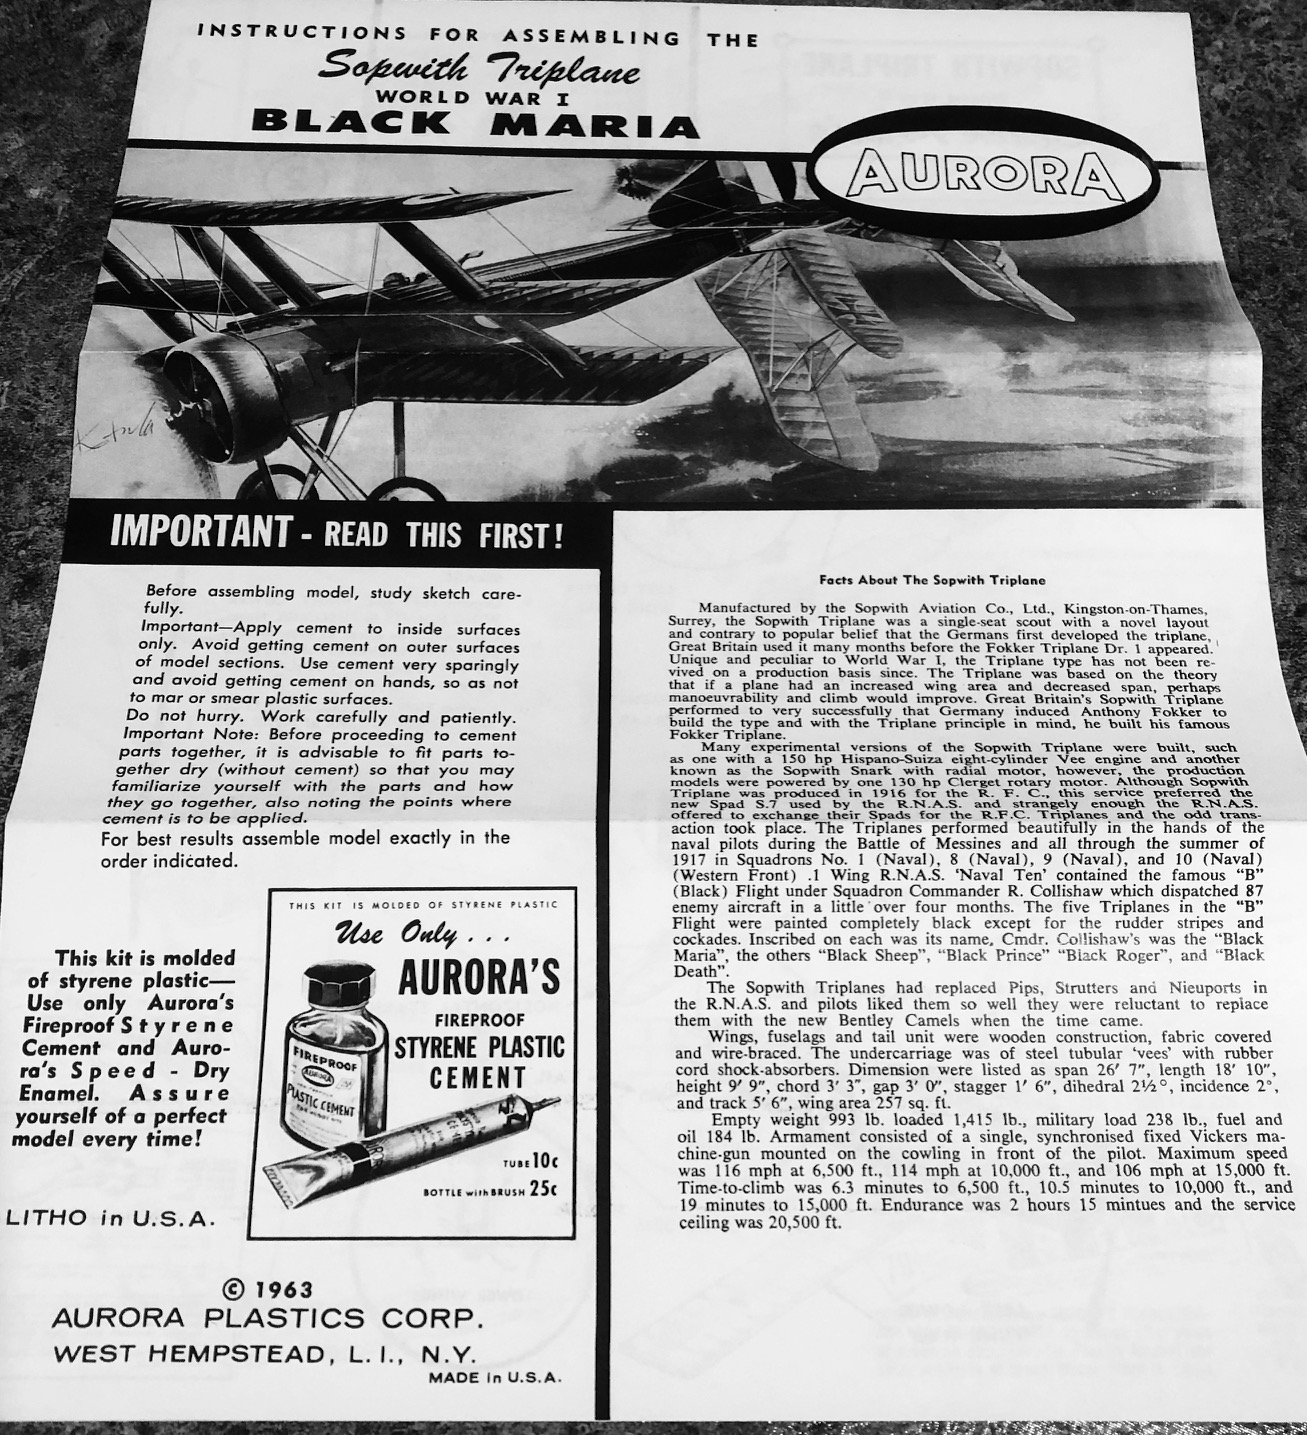 INSTRUCTIONS FOR ASSEMBLING THE
Sopwith Triplane
WORLD WAR I
BLACK MARIA
AURORA
IMPORTANT - READ THIS FIRST!
Before assembling model, study sketch care-
fully.
Important—Apply cement to inside surfaces
only. Avoid getting cement on outer surfaces
of model sections. Use cement very sparingly
and avoid getting cement on hands, so as not
to mar or smear plastic surfaces.
Do not hurry. Work carefully and patiently.
Important Note: Before proceeding to cement
parts together, it is advisable to fit parts to-
gether dry (without cement) so that you may
familiarize yourself with the parts and how
they go together, also noting the points where
cement is to be applied.
For best results assemble model exactly in the
order indicated.
This kit is molded
of styrene plastic—
Use only Aurora's
Fireproof Styrene
Cement and Auro-
ra's Speed - Dry
Enamel. Assure
yourself of a perfect
model every time!
THIS KIT IS MOLDED OF STYRENE PLASTIC
Use Only . . .
AURORA'S
FIREPROOF
STYRENE PLASTIC
CEMENT
FIREPROOF
AURORA
PLASTIC CEMENT
TUBE 10¢
BOTTLE with BRUSH 25¢
LITHO in U.S.A.
© 1963
AURORA PLASTICS CORP.
WEST HEMPSTEAD, L. I., N.Y.
MADE in U.S.A.
Facts About The Sopwith Triplane
Manufactured by the Sopwith Aviation Co., Ltd., Kingston-on-Thames,
Surrey, the Sopwith Triplane was a single-seat scout with a novel layout
and contrary to popular belief that the Germans first developed the triplane,
Great Britain used it many months before the Fokker Triplane Dr. 1 appeared.
Unique and peculiar to World War I, the Triplane type has not been re-
vived on a production basis since. The Triplane was based on the theory
that if a plane had an increased wing area and decreased span, perhaps
manoeuvrability and climb would improve. Great Britain's Sopwith Triplane
performed to very successfully that Germany induced Anthony Fokker to
build the type and with the Triplane principle in mind, he built his famous
Fokker Triplane.
Many experimental versions of the Sopwith Triplane were built, such
as one with a 150 hp Hispano-Suiza eight-cylinder Vee engine and another
known as the Sopwith Snark with radial motor, however, the production
models were powered by one 130 hp Clerget rotary motor. Although Sopwith
Triplane was produced in 1916 for the R. F. C., this service preferred the
new Spad S.7 used by the R.N.A.S. and strangely enough the R.N.A.S.
offered to exchange their Spads for the R.F.C. Triplanes and the odd trans-
action took place. The Triplanes performed beautifully in the hands of the
naval pilots during the Battle of Messines and all through the summer of
1917 in Squadrons No. 1 (Naval), 8 (Naval), 9 (Naval), and 10 (Naval)
(Western Front) .1 Wing R.N.A.S. 'Naval Ten' contained the famous "B"
(Black) Flight under Squadron Commander R. Collishaw which dispatched 87
enemy aircraft in a little over four months. The five Triplanes in the "B"
Flight were painted completely black except for the rudder stripes and
cockades. Inscribed on each was its name, Cmdr. Collishaw's was the "Black
Maria", the others "Black Sheep", "Black Prince" "Black Roger", and "Black
Death".
The Sopwith Triplanes had replaced Pips, Strutters and Nieuports in
the R.N.A.S. and pilots liked them so well they were reluctant to replace
them with the new Bentley Camels when the time came.
Wings, fuselags and tail unit were wooden construction, fabric covered
and wire-braced. The undercarriage was of steel tubular 'vees' with rubber
cord shock-absorbers. Dimension were listed as span 26' 7", length 18' 10",
height 9' 9", chord 3' 3", gap 3' 0", stagger 1' 6", dihedral 2½°, incidence 2°,
and track 5' 6", wing area 257 sq. ft.
Empty weight 993 lb. loaded 1,415 lb., military load 238 lb., fuel and
oil 184 lb. Armament consisted of a single, synchronised fixed Vickers ma-
chine-gun mounted on the cowling in front of the pilot. Maximum speed
was 116 mph at 6,500 ft., 114 mph at 10,000 ft., and 106 mph at 15,000 ft.
Time-to-climb was 6.3 minutes to 6,500 ft., 10.5 minutes to 10,000 ft., and
19 minutes to 15,000 ft. Endurance was 2 hours 15 mintues and the service
ceiling was 20,500 ft.